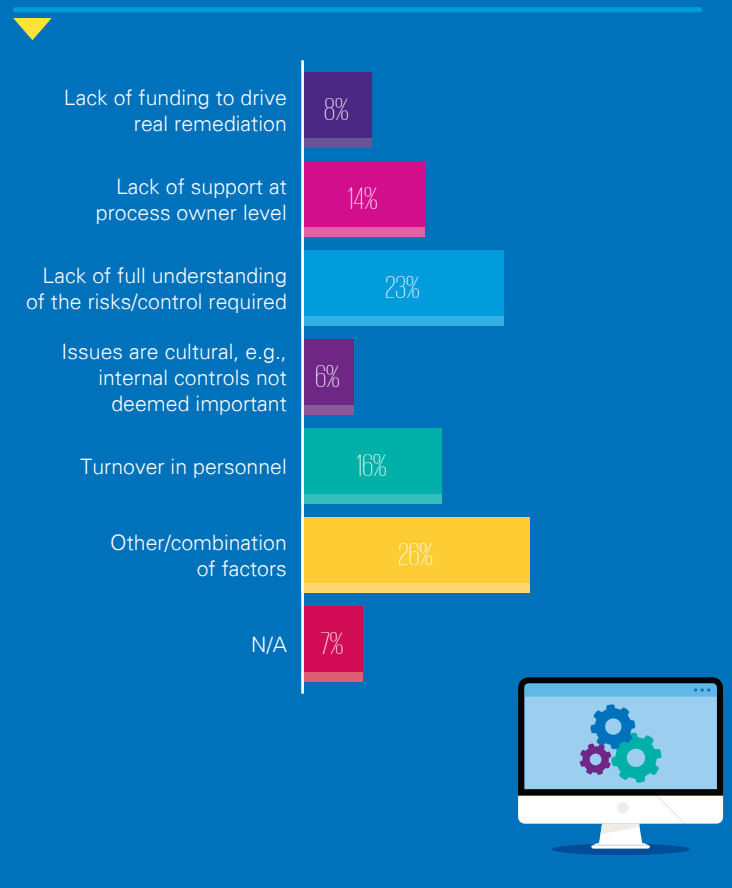 Lack of funding to drive
real remediation
8%
Lack of support at
process owner level
14%
Lack of full understanding
of the risks/control required
23%
Issues are cultural, e.g.,
internal controls not
deemed important
6%
Turnover in personnel
16%
Other/combination
of factors
26%
N/A
7%